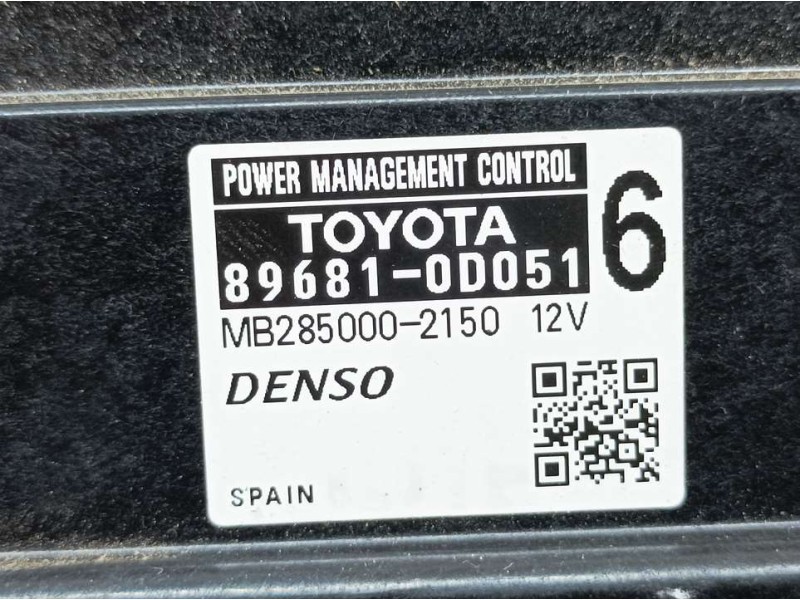 POWER MANAGEMENT CONTROL
TOYOTA
89681-0D051
6
MB285000-2150 12V
DENSO
SPAIN